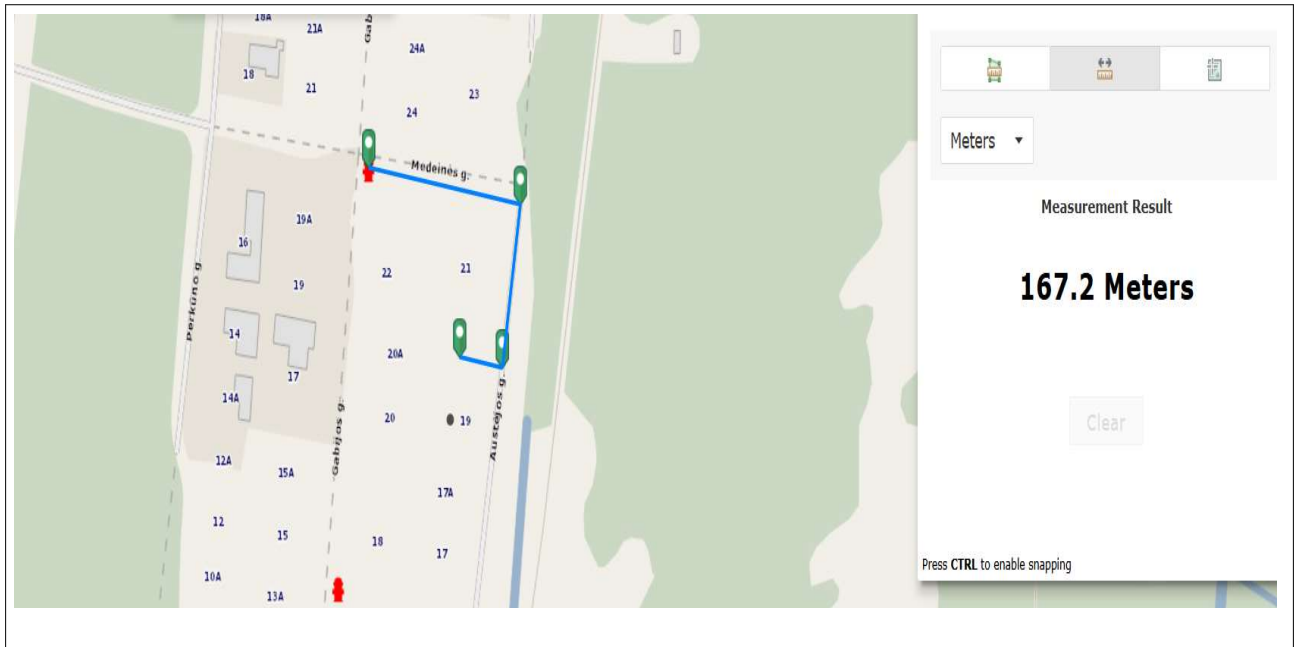 18A
21A
Gab
24A
18
21
23
24
Meters
Medeinės g.
Measurement Result
19A
16
22
21
19
167.2 Meters
Perkūno g.
14
20A
17
14A
20
19
Clear
Gabijos g.
Austėjos g.
12A
15A
17A
12
15
18
17
Press CTRL to enable snapping
10A
13A